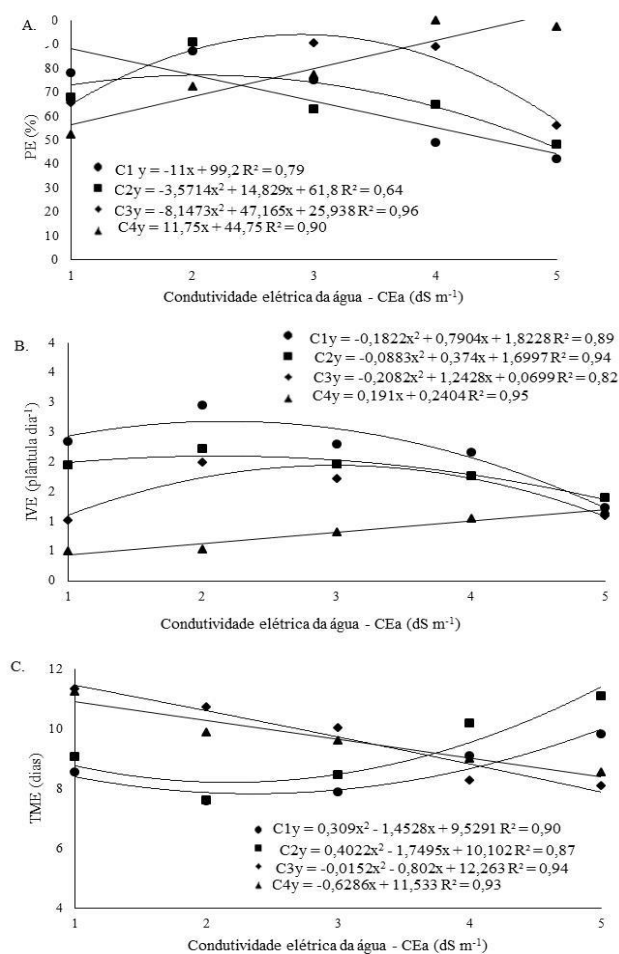 A.
0
0
80
70
60
50
40
30
20
10
0
PE (%)
C1 y = -11x + 99,2 R² = 0,79
C2y = -3,5714x² + 14,829x + 61,8 R² = 0,64
C3y = -8,1473x² + 47,165x + 25,938 R² = 0,96
C4y = 11,75x + 44,75 R² = 0,90
1 2 3 4 5
Condutividade elétrica da água - CEa (dS m⁻¹)
B.
4
4
3
3
2
2
1
1
0
IVE (plântula dia⁻¹)
C1y = -0,1822x² + 0,7904x + 1,8228 R² = 0,89
C2y = -0,0883x² + 0,374x + 1,6997 R² = 0,94
C3y = -0,2082x² + 1,2428x + 0,0699 R² = 0,82
C4y = 0,191x + 0,2404 R² = 0,95
1 2 3 4 5
Condutividade elétrica da água - CEa (dS m⁻¹)
C.
12
10
8
6
4
TME (dias)
C1y = 0,309x² - 1,4528x + 9,5291 R² = 0,90
C2y = 0,4022x² - 1,7495x + 10,102 R² = 0,87
C3y = -0,0152x² - 0,802x + 12,263 R² = 0,94
C4y = -0,6286x + 11,533 R² = 0,93
1 2 3 4 5
Condutividade elétrica da água - CEa (dS m⁻¹)